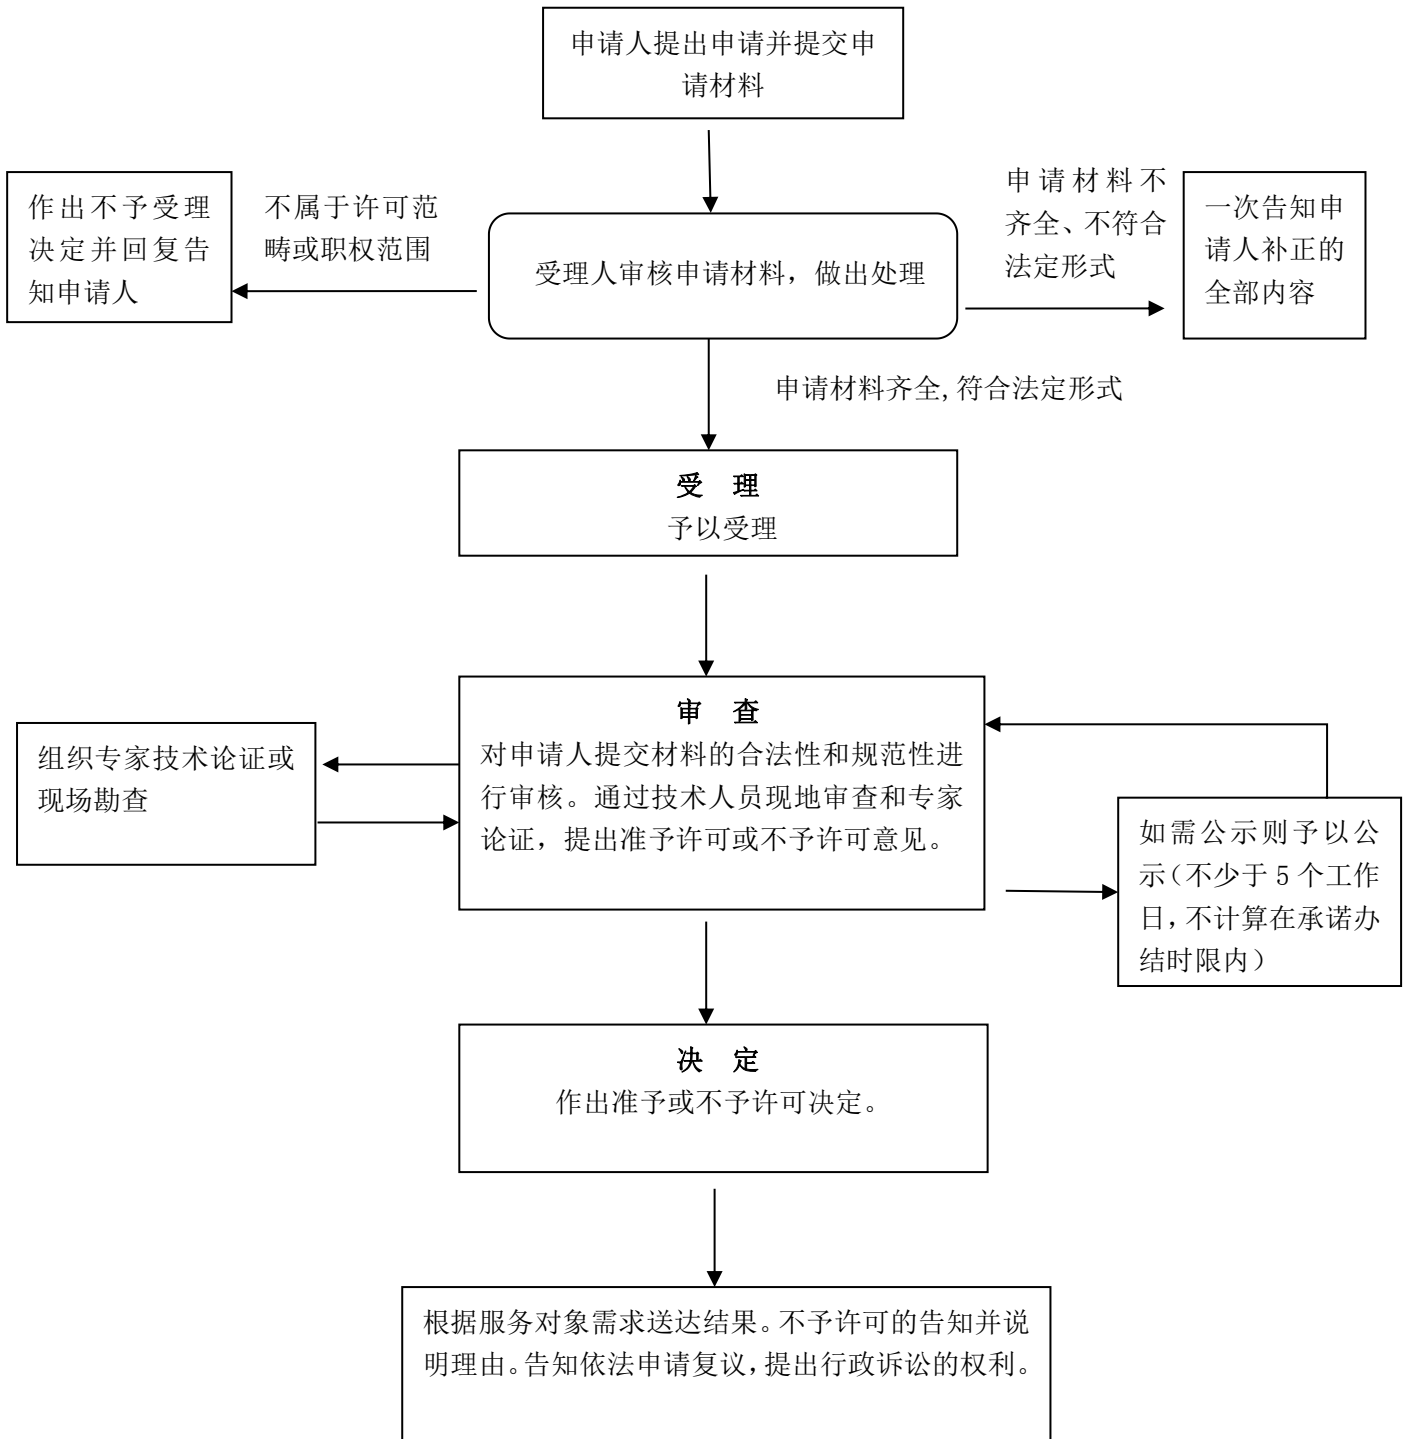 申请人提出申请并提交申
请材料
作出不予受理
决定并回复告
知申请人
不属于许可范
畴或职权范围
受理人审核申请材料，做出处理
申请材料不
齐全、不符合
法定形式
一次告知申
请人补正的
全部内容
申请材料齐全,符合法定形式
受 理
予以受理
审 查
对申请人提交材料的合法性和规范性进
行审核。通过技术人员现地审查和专家
论证，提出准予许可或不予许可意见。
组织专家技术论证或
现场勘查
如需公示则予以公
示（不少于 5 个工作
日，不计算在承诺办
结时限内）
决 定
作出准予或不予许可决定。
根据服务对象需求送达结果。不予许可的告知并说
明理由。告知依法申请复议，提出行政诉讼的权利。